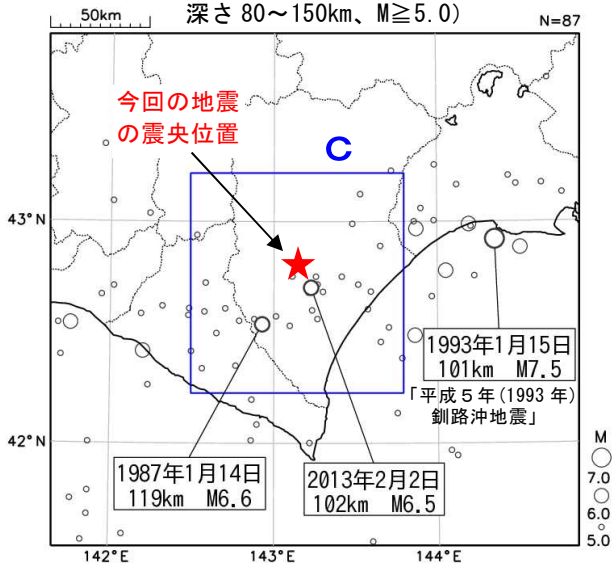 深さ 80～150km、M≧5.0)
50km
N=87
今回の地震
の震央位置
C
43°N
1993年1月15日
101km M7.5
「平成５年(1993 年)
釧路沖地震」
42°N
1987年1月14日
119km M6.6
2013年2月2日
102km M6.5
M
7.0
6.0
5.0
142°E
143°E
144°E